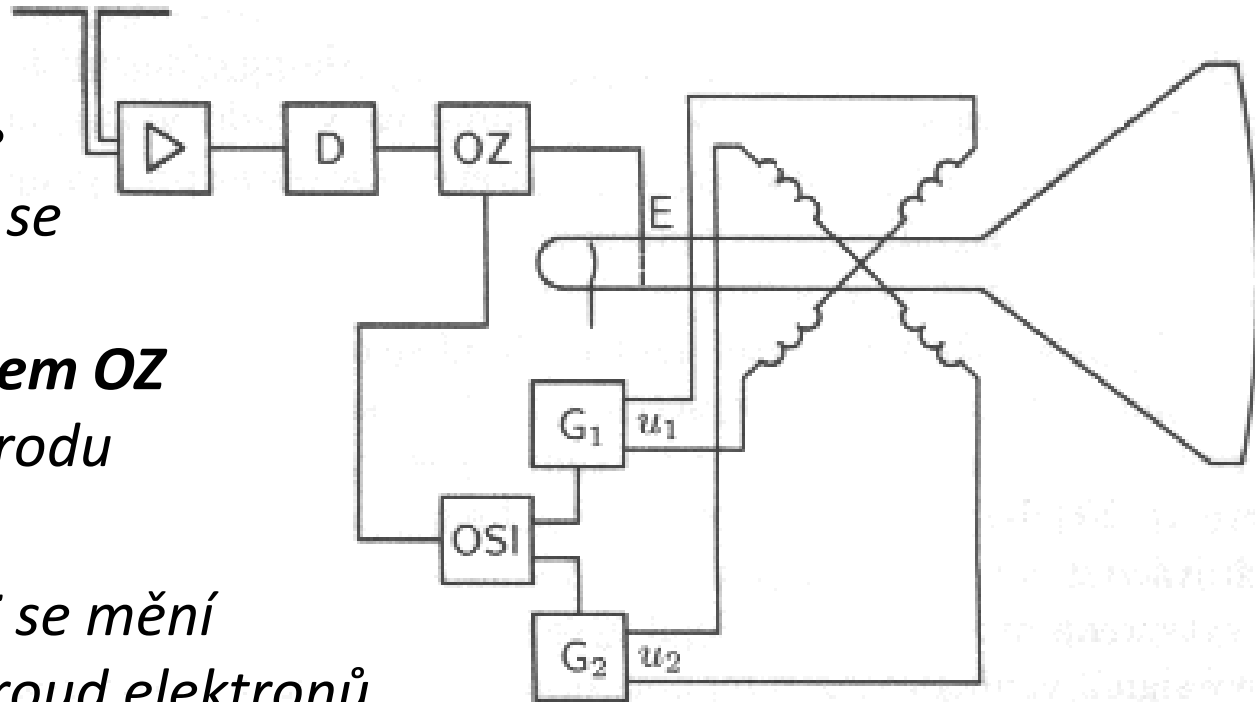 se
em OZ
rodu
se mění
roud elektronů
D
OZ
E
G₁
u₁
OSI
G₂
u₂